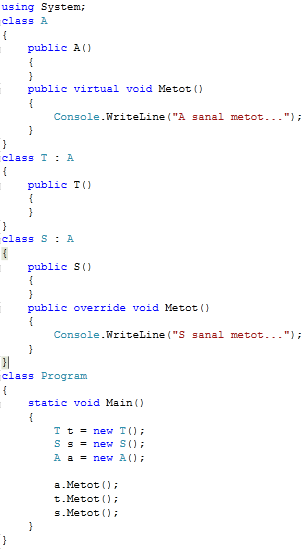 using System;
class A
{
    public A()
    {
    }
    public virtual void Metot()
    {
        Console.WriteLine("A sanal metot...");
    }
}
class T : A
{
    public T()
    {
    }
}
class S : A
{
    public S()
    {
    }
    public override void Metot()
    {
        Console.WriteLine("S sanal metot...");
    }
}
class Program
{
    static void Main()
    {
        T t = new T();
        S s = new S();
        A a = new A();

        a.Metot();
        t.Metot();
        s.Metot();
    }
}